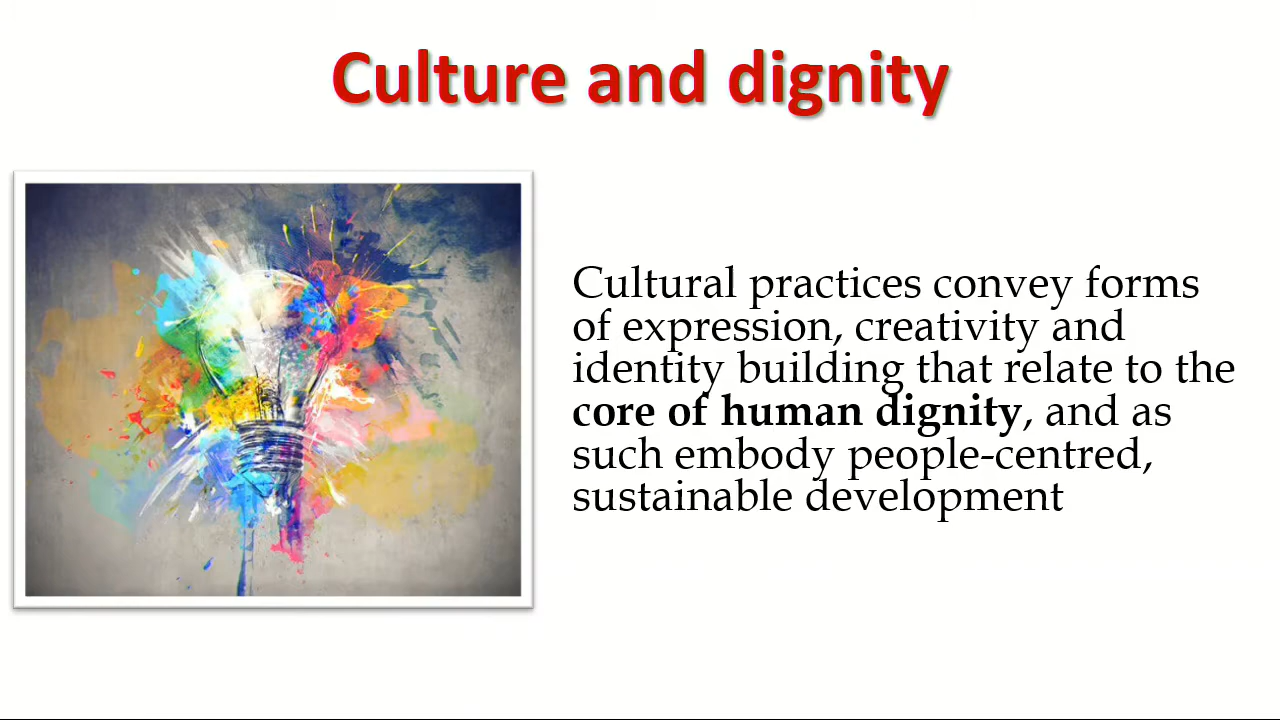 Culture and dignity
Cultural practices convey forms
of expression, creativity and
identity building that relate to the
core of human dignity, and as
such embody people-centred,
sustainable development